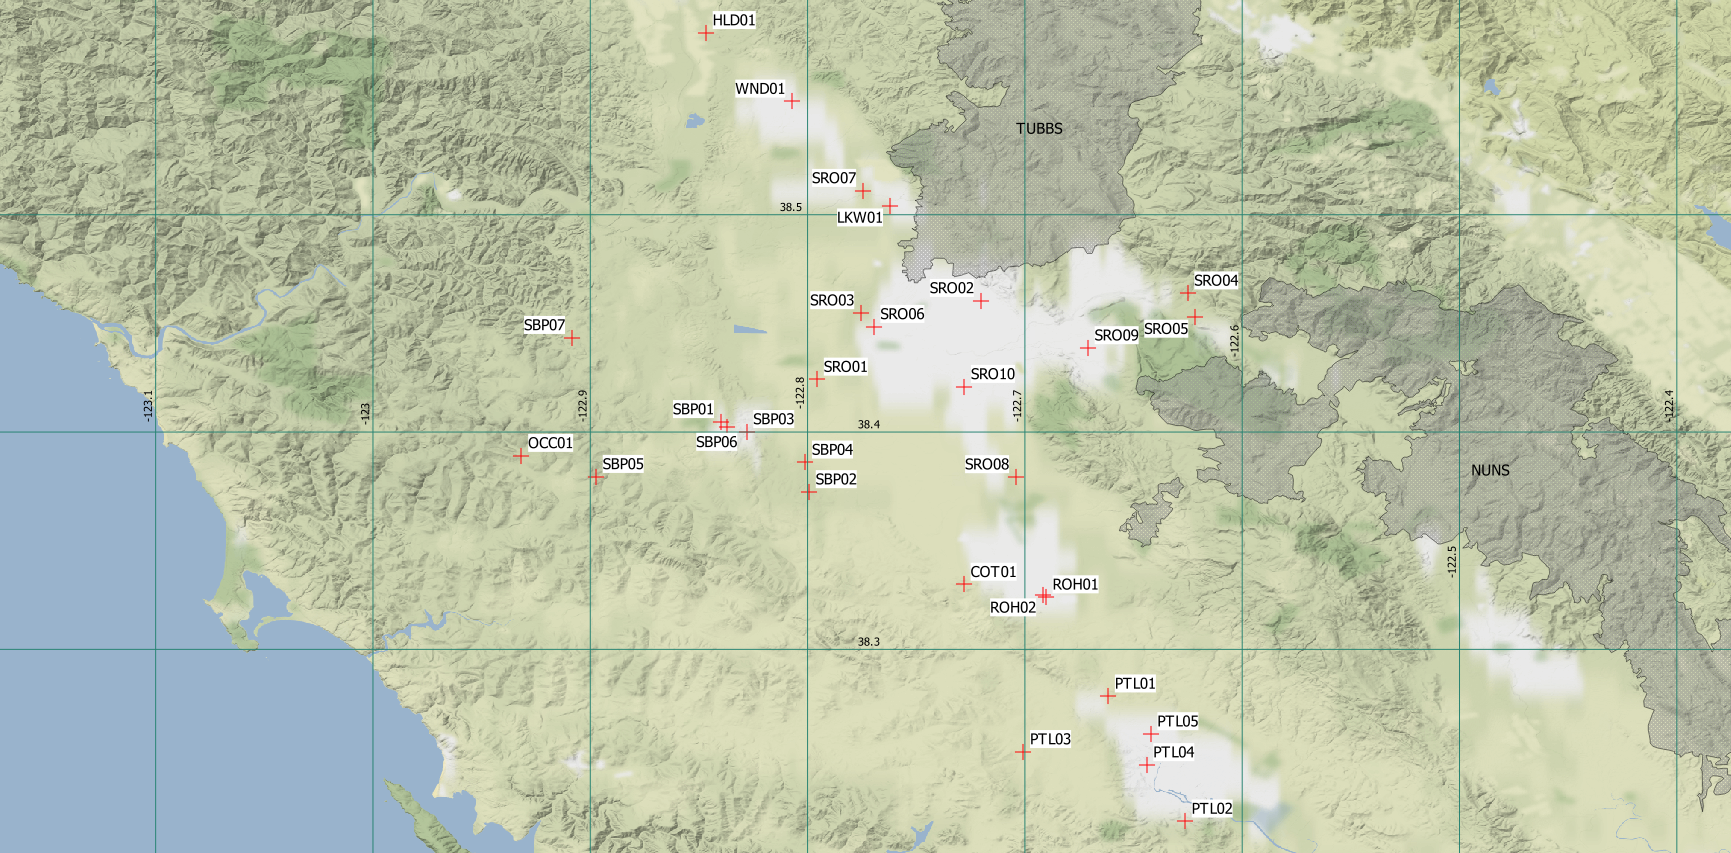 HLD01
WND01
TUBBS
SRO07
38.5
LKW01
SRO04
SRO02
SRO03
SRO06
SBP07
SRO05
SRO09
-122.6
SRO01
SRO10
-123.1
-123
-122.9
-122.8
-122.7
-122.4
SBP01
SBP03
38.4
SBP06
OCC01
SBP04
SBP05
SRO08
NUNS
SBP02
-122.5
COT01
ROH01
ROH02
38.3
PTL01
PTL05
PTL03
PTL04
PTL02